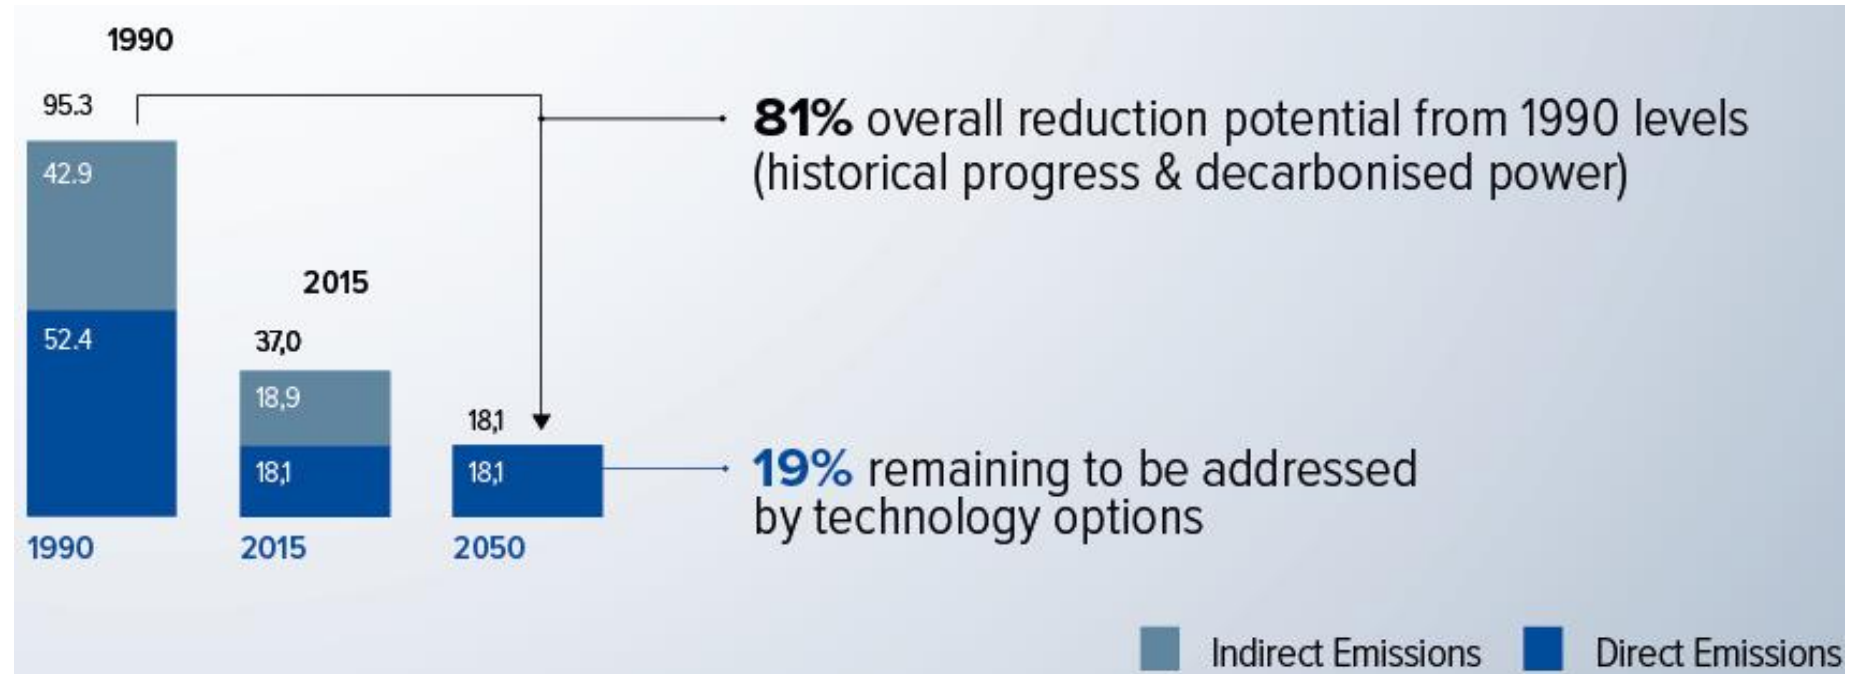 1990
95.3
42.9
52.4
1990
2015
37,0
18,9
18,1
2015
18,1
18,1
2050
81% overall reduction potential from 1990 levels
(historical progress & decarbonised power)
19% remaining to be addressed
by technology options
Indirect Emissions
Direct Emissions